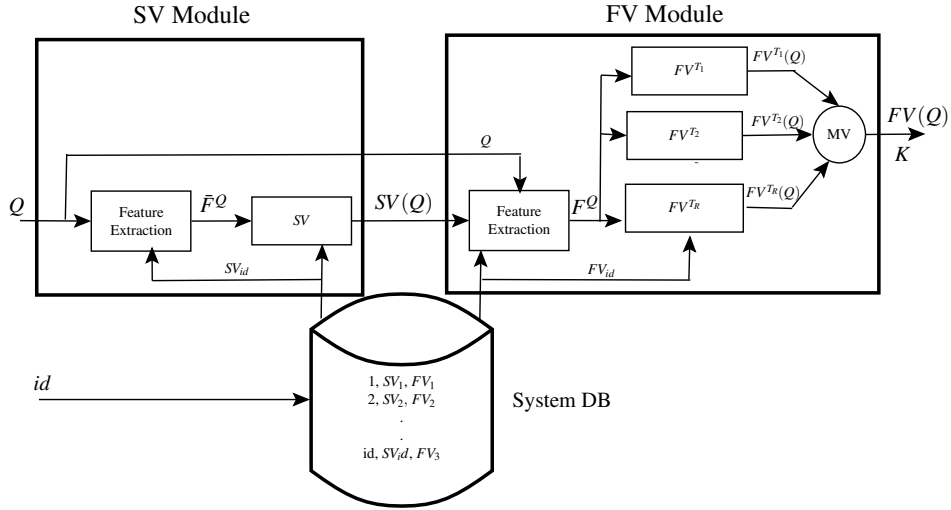 SV Module
FV Module
FV^{T_1}
FV^{T_1}(Q)
FV^{T_2}
FV^{T_2}(Q)
MV
FV(Q)
K
Q
Q
Feature
Extraction
F̄^Q
SV
SV(Q)
Feature
Extraction
F^Q
FV^{T_R}
FV^{T_R}(Q)
SV_{id}
FV_{id}
id
1, SV_1, FV_1
2, SV_2, FV_2
.
.
id, SV_id, FV_3
System DB